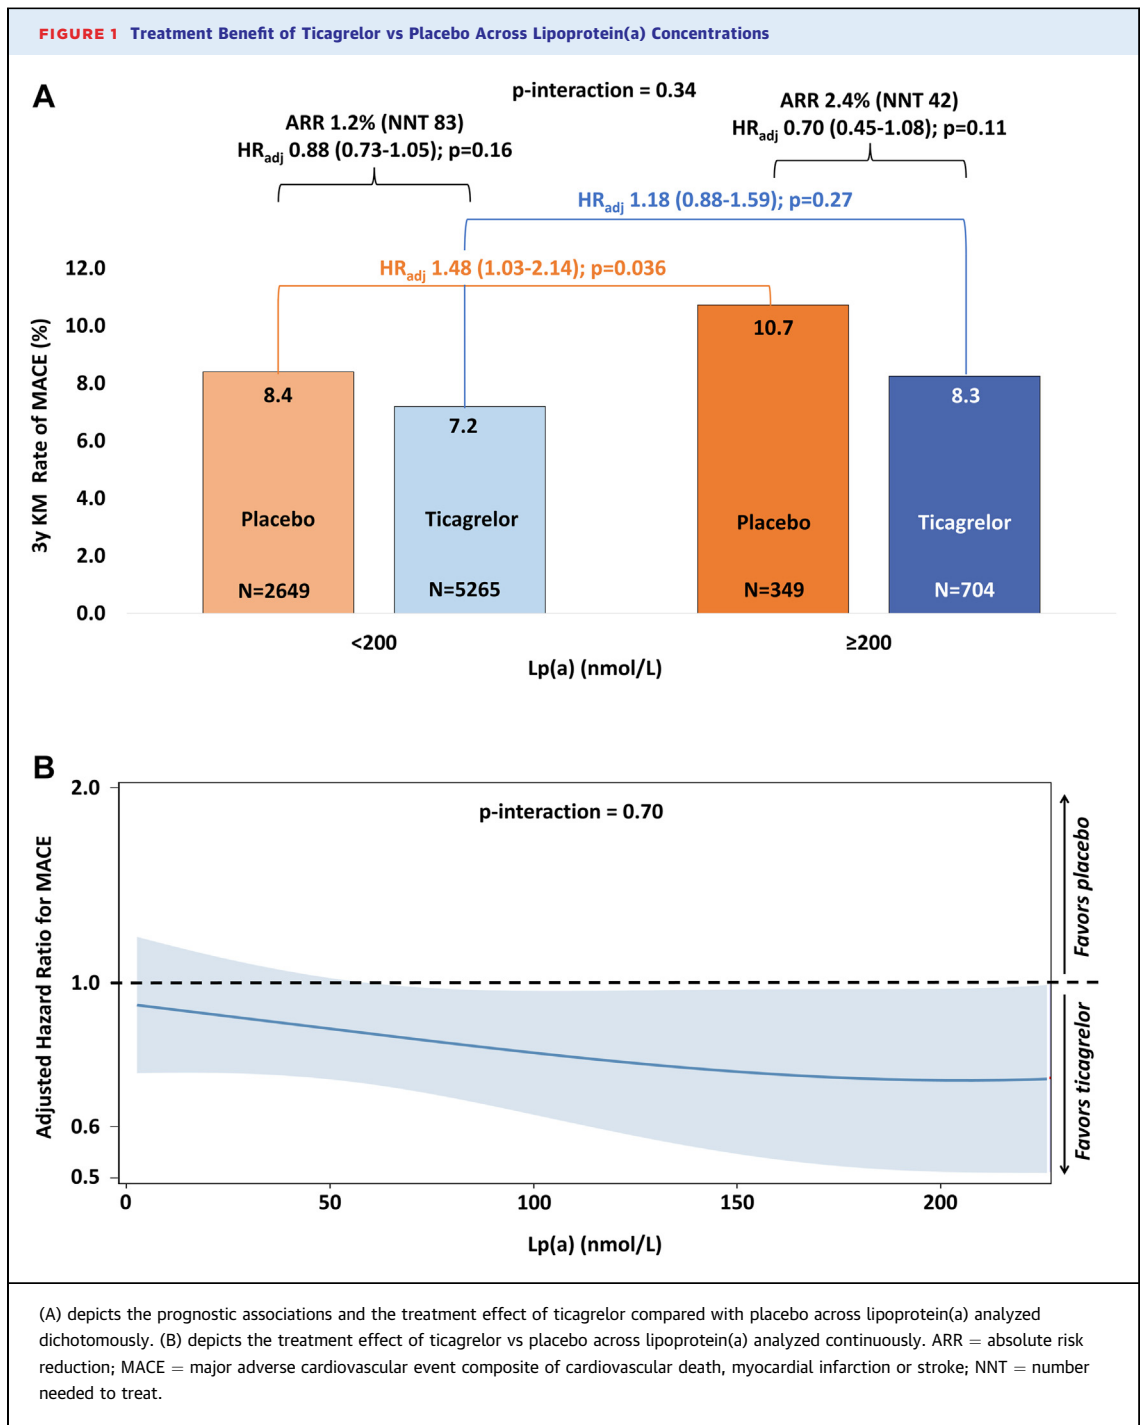 FIGURE 1 Treatment Benefit of Ticagrelor vs Placebo Across Lipoprotein(a) Concentrations
A
p-interaction = 0.34
ARR 1.2% (NNT 83)
HRadj 0.88 (0.73-1.05); p=0.16
ARR 2.4% (NNT 42)
HRadj 0.70 (0.45-1.08); p=0.11
HRadj 1.18 (0.88-1.59); p=0.27
HRadj 1.48 (1.03-2.14); p=0.036
3y KM Rate of MACE (%)
12.0
10.0
8.0
6.0
4.0
2.0
0.0
8.4
Placebo
N=2649
7.2
Ticagrelor
N=5265
10.7
Placebo
N=349
8.3
Ticagrelor
N=704
<200
≥200
Lp(a) (nmol/L)
B
p-interaction = 0.70
Adjusted Hazard Ratio for MACE
2.0
1.0
0.6
0.5
Favors placebo
Favors ticagrelor
0 50 100 150 200
Lp(a) (nmol/L)
(A) depicts the prognostic associations and the treatment effect of ticagrelor compared with placebo across lipoprotein(a) analyzed
dichotomously. (B) depicts the treatment effect of ticagrelor vs placebo across lipoprotein(a) analyzed continuously. ARR = absolute risk
reduction; MACE = major adverse cardiovascular event composite of cardiovascular death, myocardial infarction or stroke; NNT = number
needed to treat.